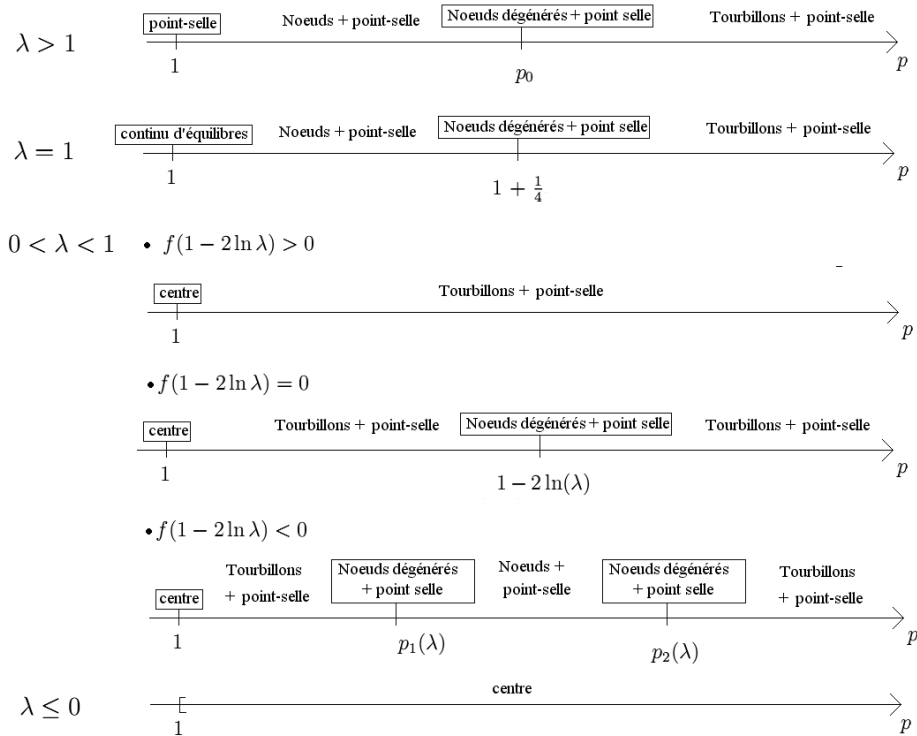 λ > 1
point-selle
Noeuds + point-selle
Noeuds dégénérés + point selle
Tourbillons + point-selle
1
p₀
p
λ = 1
continu d'équilibres
Noeuds + point-selle
Noeuds dégénérés + point selle
Tourbillons + point-selle
1
1 + 1/4
p
0 < λ < 1
• f(1 − 2 ln λ) > 0
centre
Tourbillons + point-selle
1
p
• f(1 − 2 ln λ) = 0
centre
Tourbillons + point-selle
Noeuds dégénérés + point selle
Tourbillons + point-selle
1
1 − 2 ln(λ)
p
• f(1 − 2 ln λ) < 0
centre
Tourbillons
+ point-selle
Noeuds dégénérés
+ point selle
Noeuds +
point-selle
Noeuds dégénérés
+ point selle
Tourbillons
+ point-selle
1
p₁(λ)
p₂(λ)
p
λ ≤ 0
centre
1
p